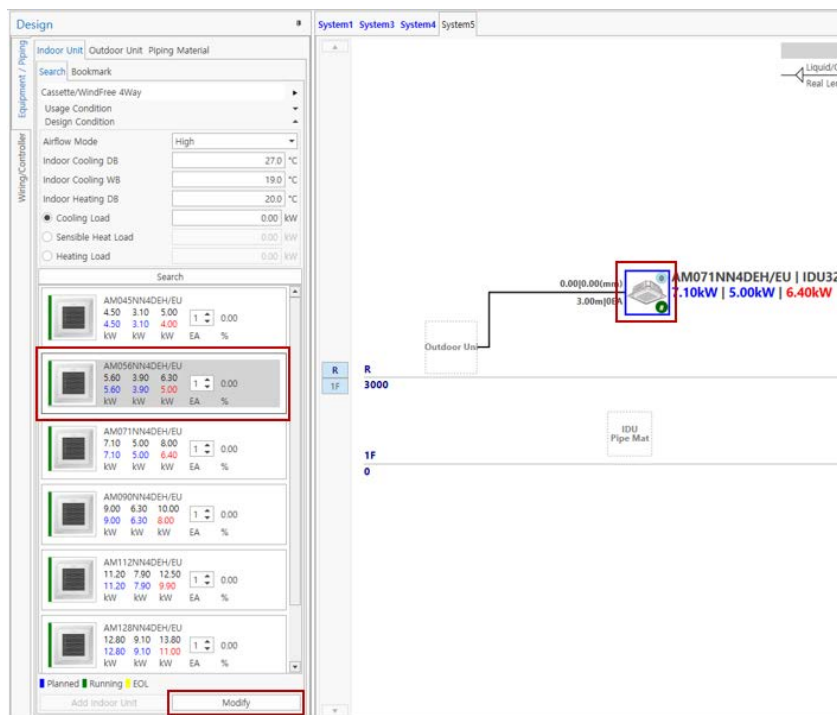 Design
System1 System3 System4 System5
Equipment / Piping
Wiring/Controller
Indoor Unit Outdoor Unit Piping Material
Search Bookmark
Cassette/WindFree 4Way
Usage Condition
Design Condition
Airflow Mode High
Indoor Cooling DB 27.0 °C
Indoor Cooling WB 19.0 °C
Indoor Heating DB 20.0 °C
Cooling Load 0.00 kW
Sensible Heat Load 0.00 kW
Heating Load 0.00 kW
Search
AM045NN4DEH/EU
4.50 3.10 5.00
4.50 3.10 4.00 1 0.00
kW kW kW EA %
AM056NN4DEH/EU
5.60 3.90 6.30
5.60 3.90 5.00 1 0.00
kW kW kW EA %
AM071NN4DEH/EU
7.10 5.00 8.00
7.10 5.00 6.40 1 0.00
kW kW kW EA %
AM090NN4DEH/EU
9.00 6.30 10.00
9.00 6.30 8.00 1 0.00
kW kW kW EA %
AM112NN4DEH/EU
11.20 7.90 12.50
11.20 7.90 9.90 1 0.00
kW kW kW EA %
AM128NN4DEH/EU
12.80 9.10 13.80
12.80 9.10 11.00 1 0.00
kW kW kW EA %
Planned Running EOL
Add Indoor Unit Modify
Liquid/
Real Le
0.00|0.00(mm)
3.00m|0EA
AM071NN4DEH/EU | IDU32
7.10kW | 5.00kW | 6.40kW
Outdoor Uni
R R
1F 3000
IDU
Pipe Mat
1F
0